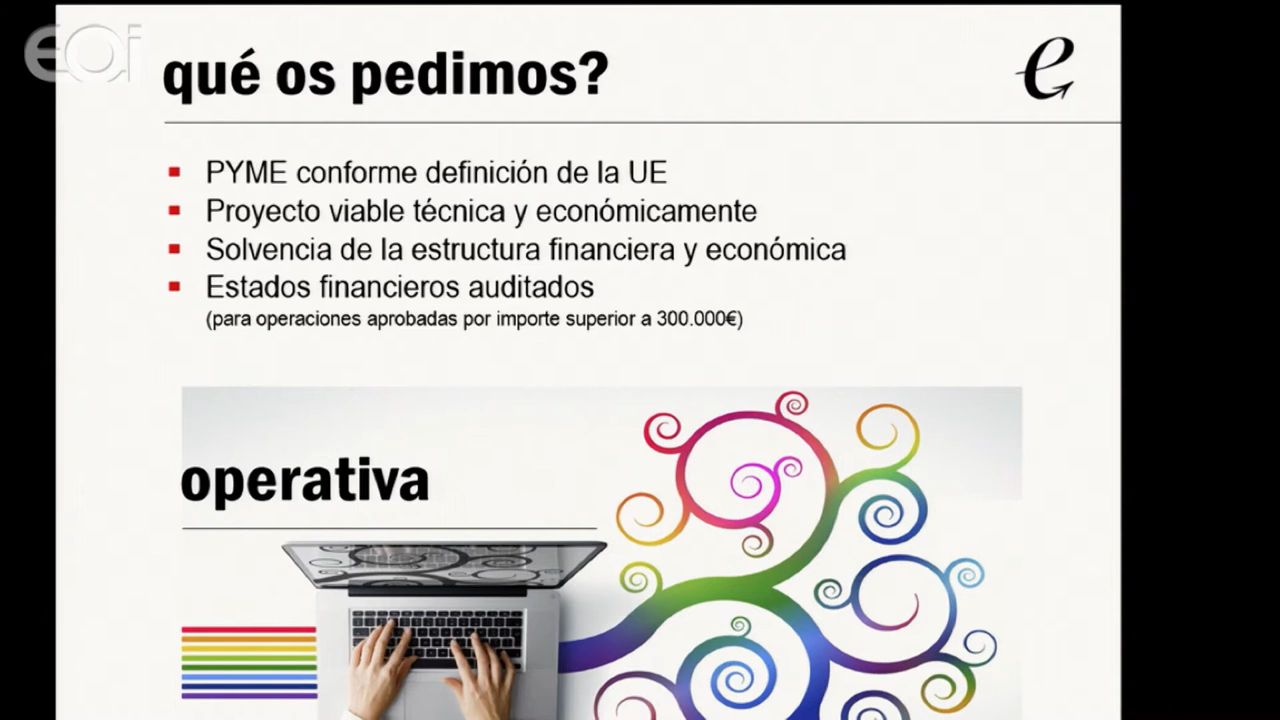 eoi
qué os pedimos?
e
PYME conforme definición de la UE
Proyecto viable técnica y económicamente
Solvencia de la estructura financiera y económica
Estados financieros auditados
(para operaciones aprobadas por importe superior a 300.000€)
operativa